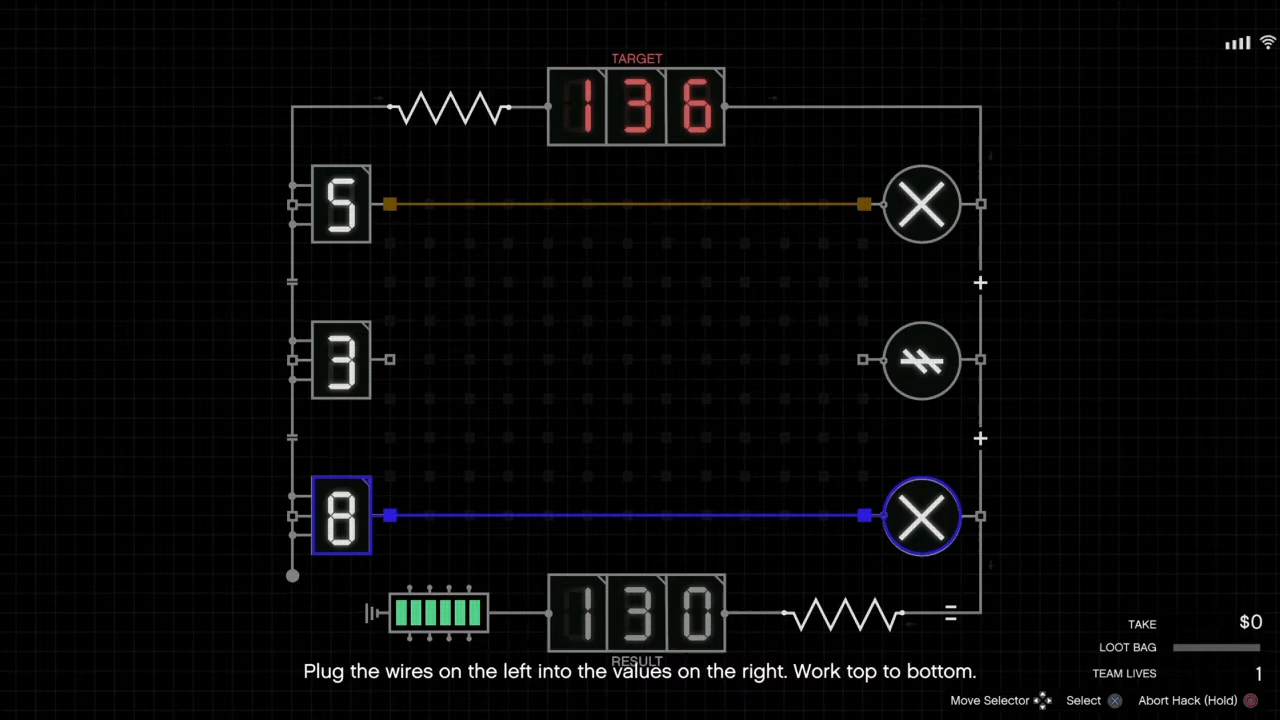 TARGET
136
5
3
8
130
RESULT
Plug the wires on the left into the values on the right. Work top to bottom.
TAKE $0
LOOT BAG
TEAM LIVES 1
Move Selector Select Abort Hack (Hold)